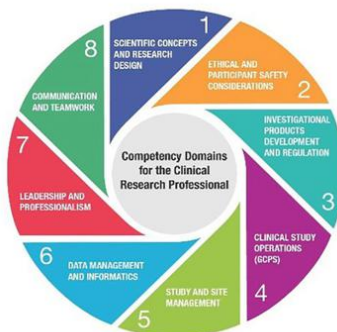 Competency Domains
for the Clinical
Research Professional
1
SCIENTIFIC CONCEPTS
AND RESEARCH
DESIGN
2
ETHICAL AND
PARTICIPANT SAFETY
CONSIDERATIONS
3
INVESTIGATIONAL
PRODUCTS
DEVELOPMENT
AND REGULATION
4
CLINICAL STUDY
OPERATIONS
(GCPS)
5
STUDY AND SITE
MANAGEMENT
6
DATA MANAGEMENT
AND INFORMATICS
7
LEADERSHIP AND
PROFESSIONALISM
8
COMMUNICATION
AND TEAMWORK